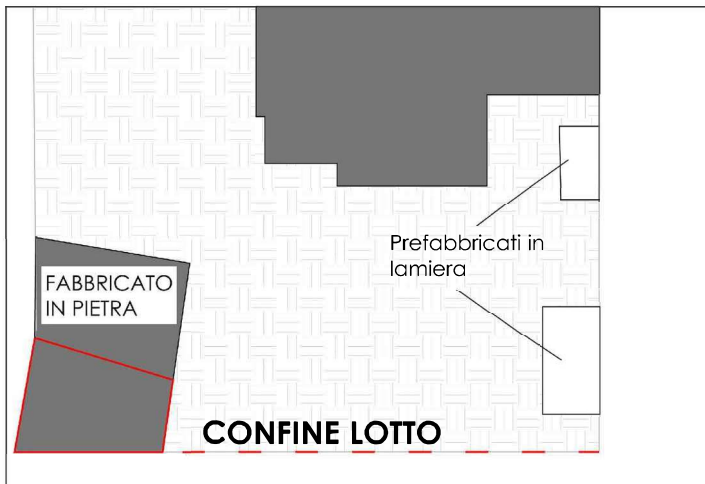 Prefabbricati in
lamiera
FABBRICATO
IN PIETRA
CONFINE LOTTO